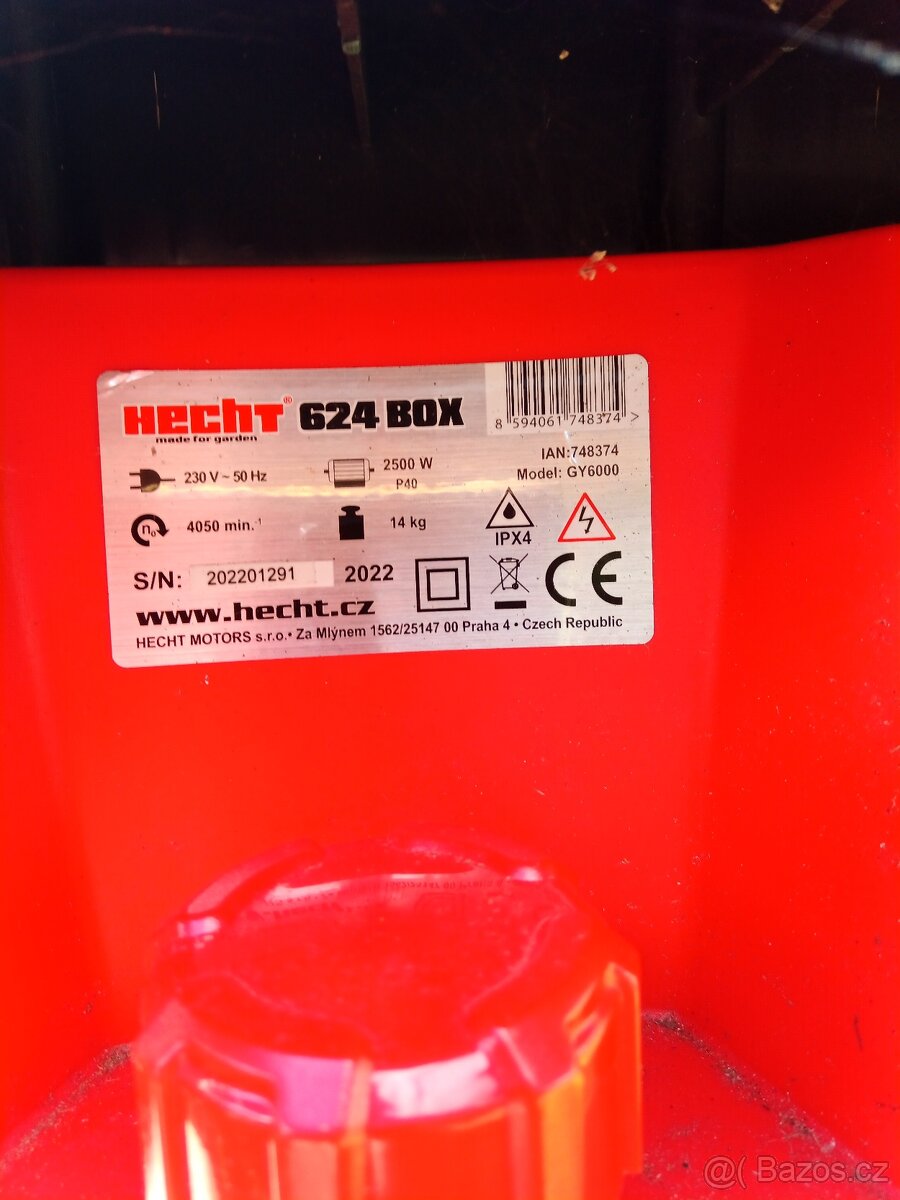 HECHT® 624 BOX
made for garden
8 594061 748374 >
IAN:748374
Model: GY6000
230 V ~ 50 Hz
2500 W
P40
n₀ 4050 min.⁻¹
14 kg
IPX4
S/N: 202201291 2022
CE
www.hecht.cz
HECHT MOTORS s.r.o. • Za Mlýnem 1562/25147 00 Praha 4 • Czech Republic
@( Bazos.cz